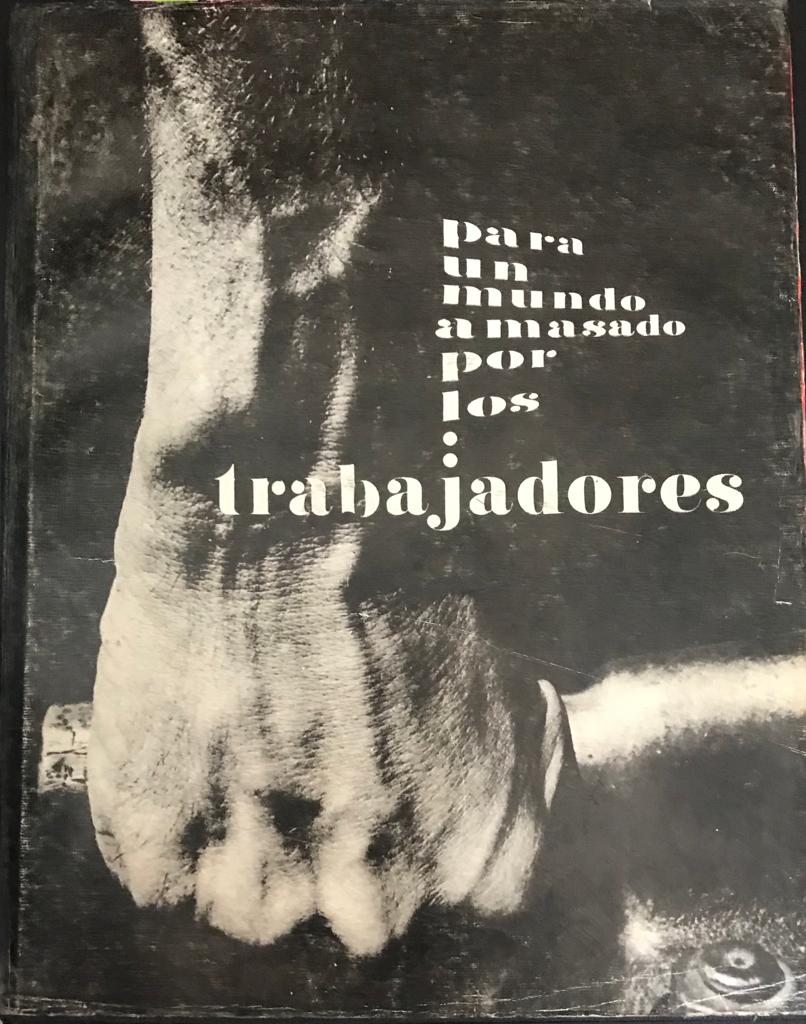 para
un
mundo
amasado
por
los
trabajadores